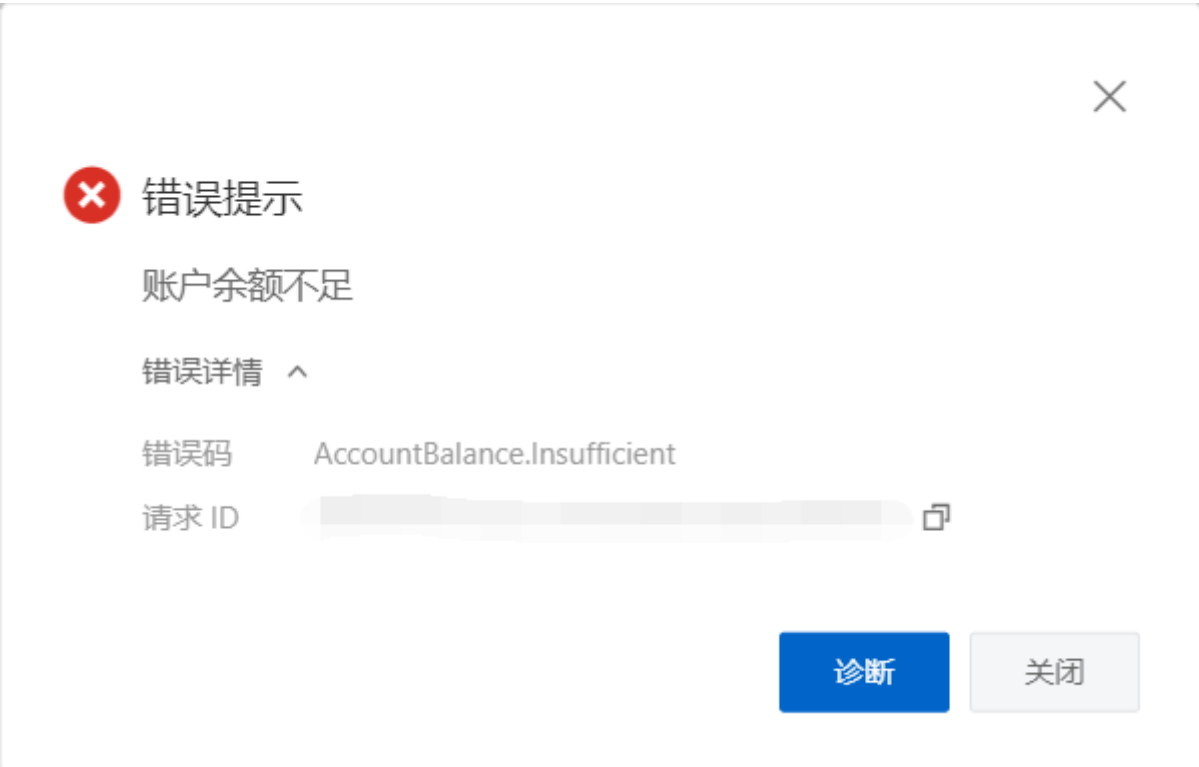 错误提示
账户余额不足
错误详情
错误码 AccountBalance.Insufficient
请求 ID
诊断 关闭